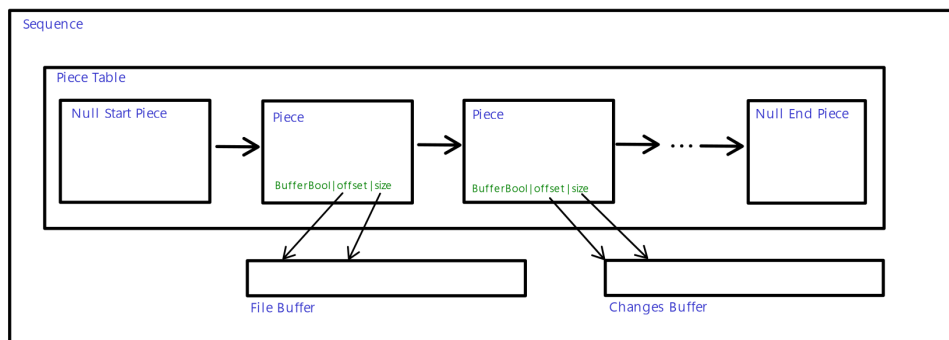 Sequence
Piece Table
Null Start Piece
Piece
Piece
Null End Piece
...
BufferBool|offset|size
BufferBool|offset|size
File Buffer
Changes Buffer